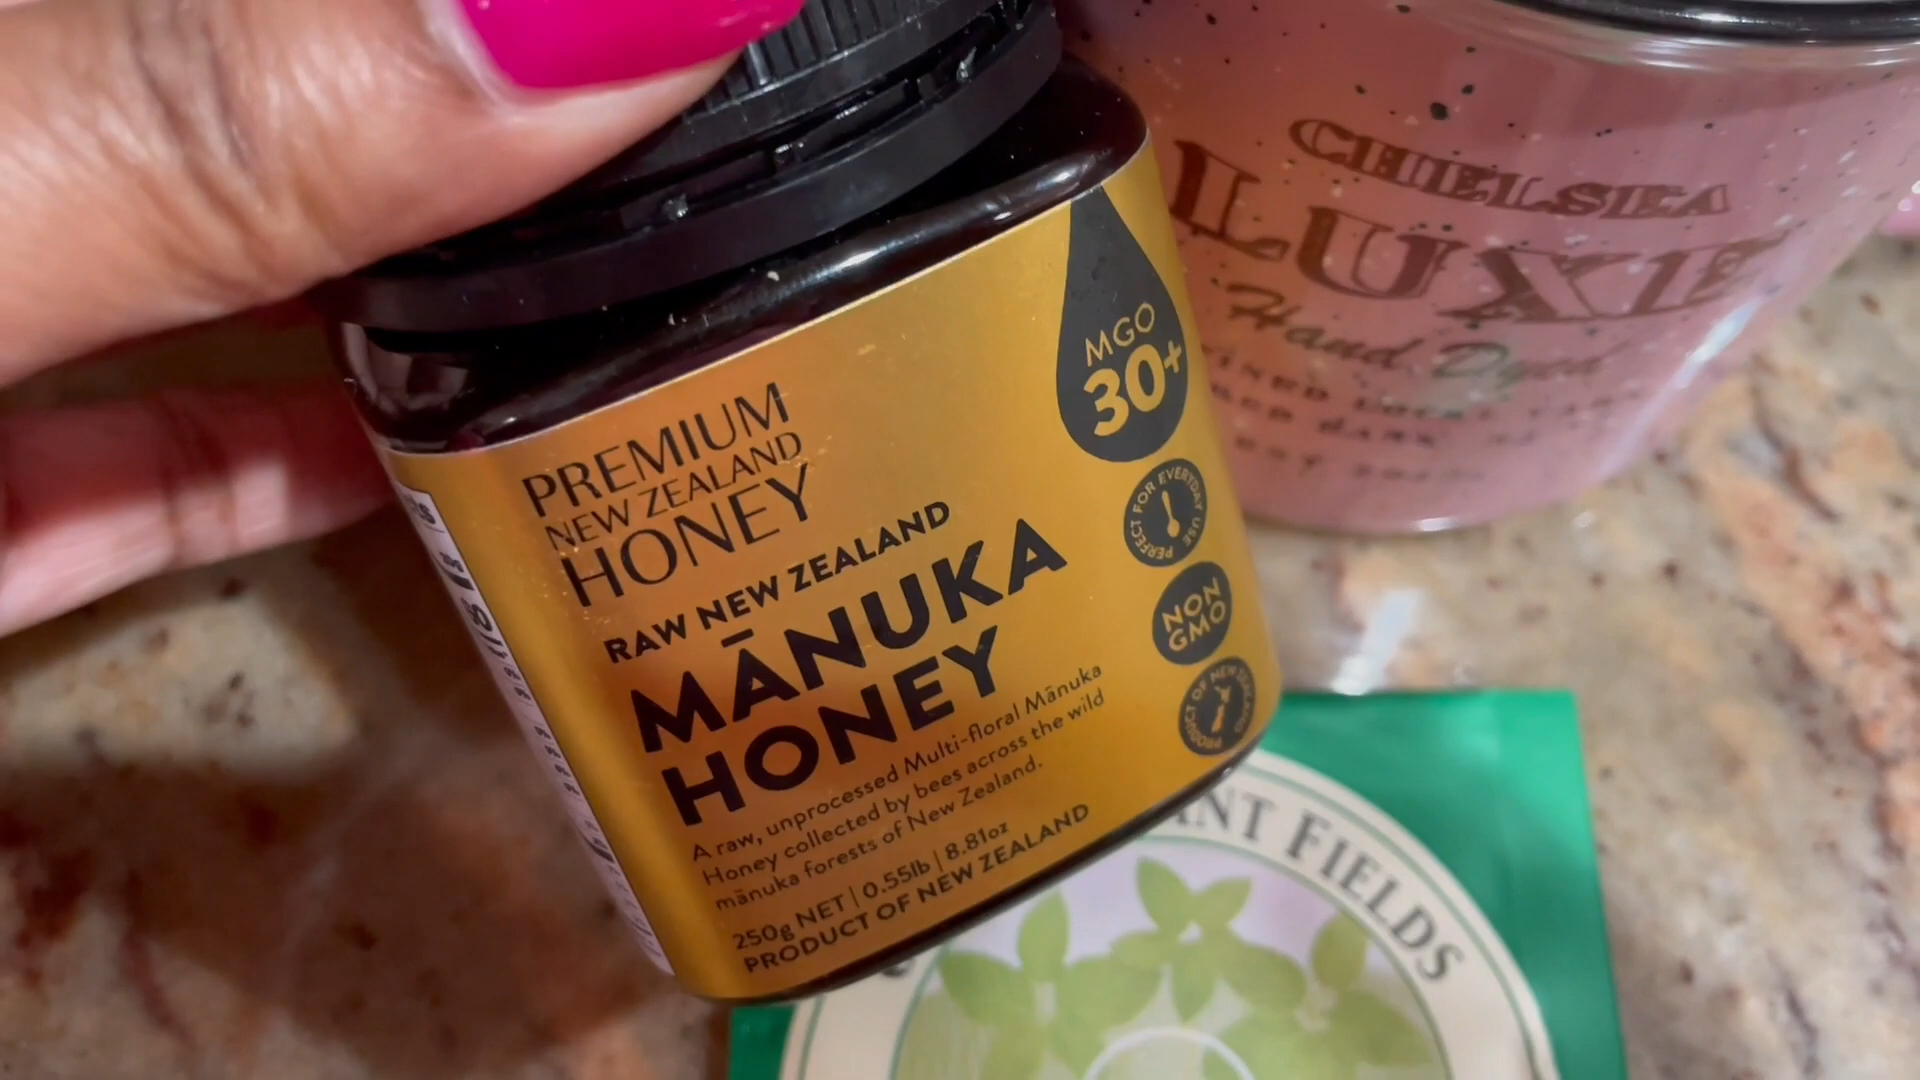 PREMIUM
NEW ZEALAND
HONEY
RAW NEW ZEALAND
MĀNUKA
HONEY
A raw, unprocessed Multi-floral Mānuka
Honey collected by bees across the wild
mānuka forests of New Zealand.
250g NET | 0.55lb | 8.81oz
PRODUCT OF NEW ZEALAND
MGO
30+
PERFECT FOR EVERYDAY USE
NON
GMO
PRODUCT OF NEW ZEALAND
CHELSEA
LUXE
Hand Dyed
FIELDS